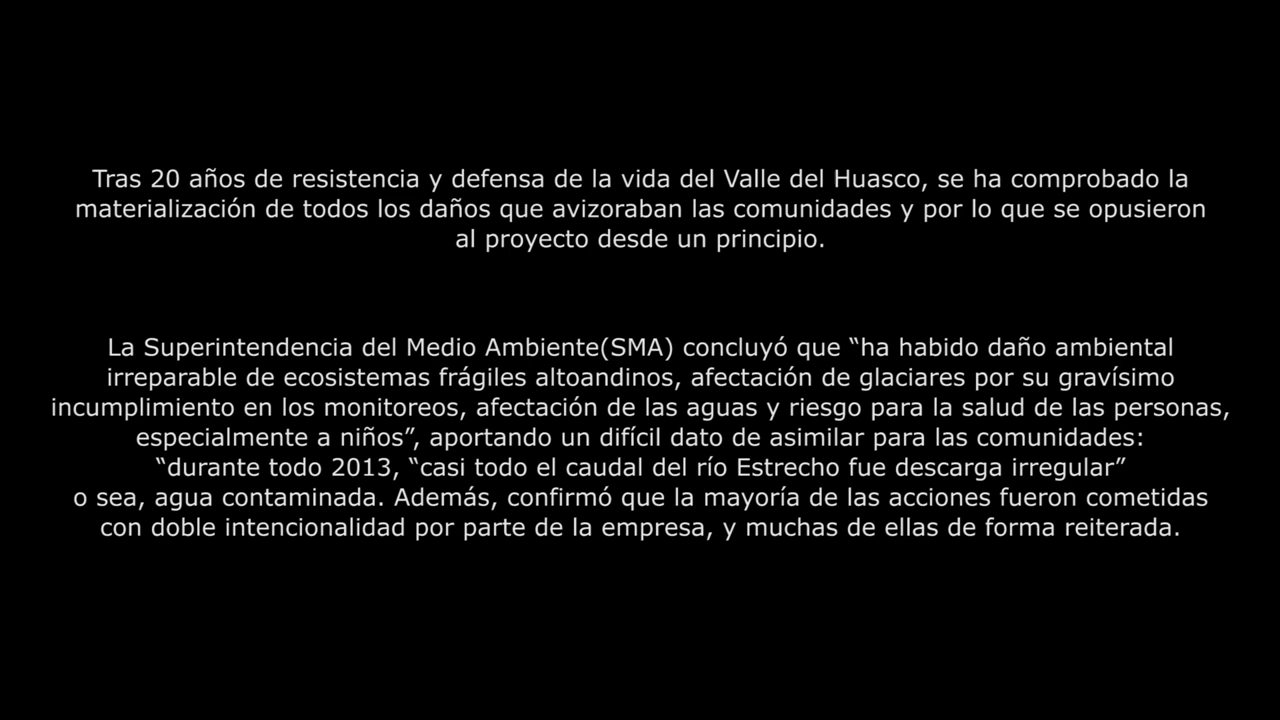 Tras 20 años de resistencia y defensa de la vida del Valle del Huasco, se ha comprobado la
materialización de todos los daños que avizoraban las comunidades y por lo que se opusieron
al proyecto desde un principio.
La Superintendencia del Medio Ambiente(SMA) concluyó que “ha habido daño ambiental
irreparable de ecosistemas frágiles altoandinos, afectación de glaciares por su gravísimo
incumplimiento en los monitoreos, afectación de las aguas y riesgo para la salud de las personas,
especialmente a niños”, aportando un difícil dato de asimilar para las comunidades:
“durante todo 2013, “casi todo el caudal del río Estrecho fue descarga irregular”
o sea, agua contaminada. Además, confirmó que la mayoría de las acciones fueron cometidas
con doble intencionalidad por parte de la empresa, y muchas de ellas de forma reiterada.